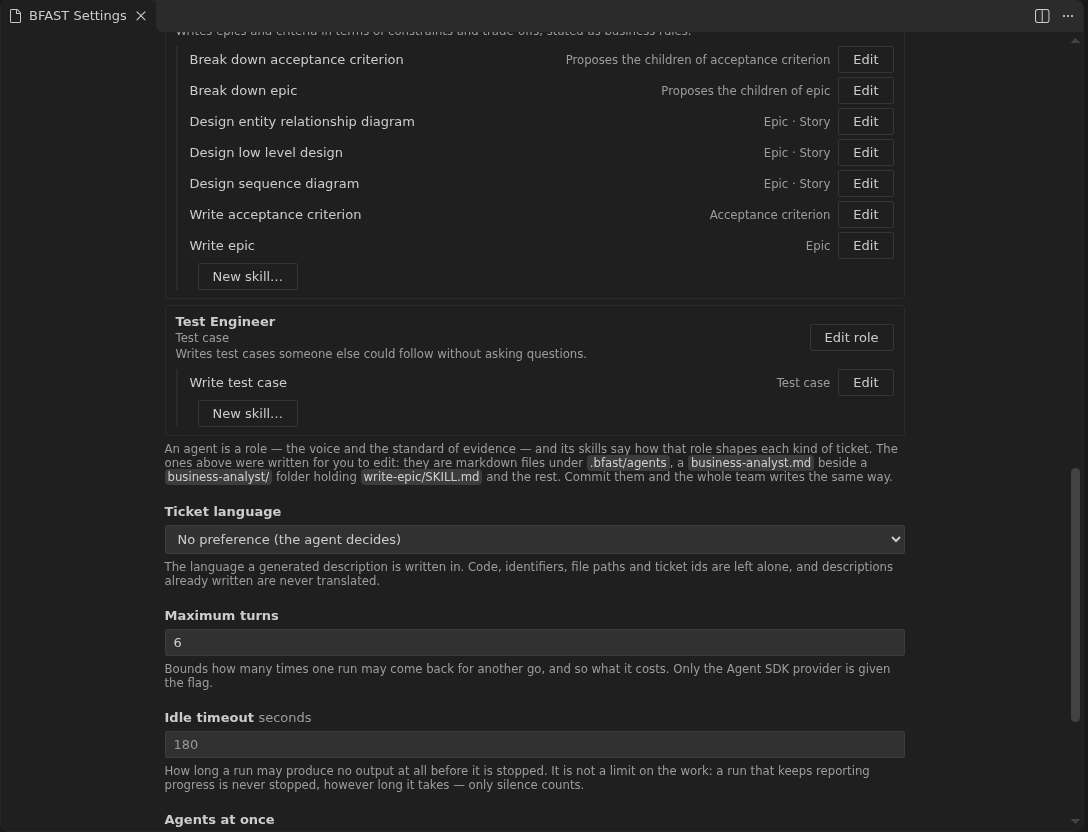 BFAST Settings
Writes epics and criteria in terms of constraints and trade-offs, stated as business rules.
Break down acceptance criterion
Proposes the children of acceptance criterion
Edit
Break down epic
Proposes the children of epic
Edit
Design entity relationship diagram
Epic · Story
Edit
Design low level design
Epic · Story
Edit
Design sequence diagram
Epic · Story
Edit
Write acceptance criterion
Acceptance criterion
Edit
Write epic
Epic
Edit
New skill…
Test Engineer
Test case
Writes test cases someone else could follow without asking questions.
Edit role
Write test case
Test case
Edit
New skill…
An agent is a role — the voice and the standard of evidence — and its skills say how that role shapes each kind of ticket. The
ones above were written for you to edit: they are markdown files under .bfast/agents, a business-analyst.md beside a
business-analyst/ folder holding write-epic/SKILL.md and the rest. Commit them and the whole team writes the same way.
Ticket language
No preference (the agent decides)
The language a generated description is written in. Code, identifiers, file paths and ticket ids are left alone, and descriptions
already written are never translated.
Maximum turns
6
Bounds how many times one run may come back for another go, and so what it costs. Only the Agent SDK provider is given
the flag.
Idle timeout seconds
180
How long a run may produce no output at all before it is stopped. It is not a limit on the work: a run that keeps reporting
progress is never stopped, however long it takes — only silence counts.
Agents at once